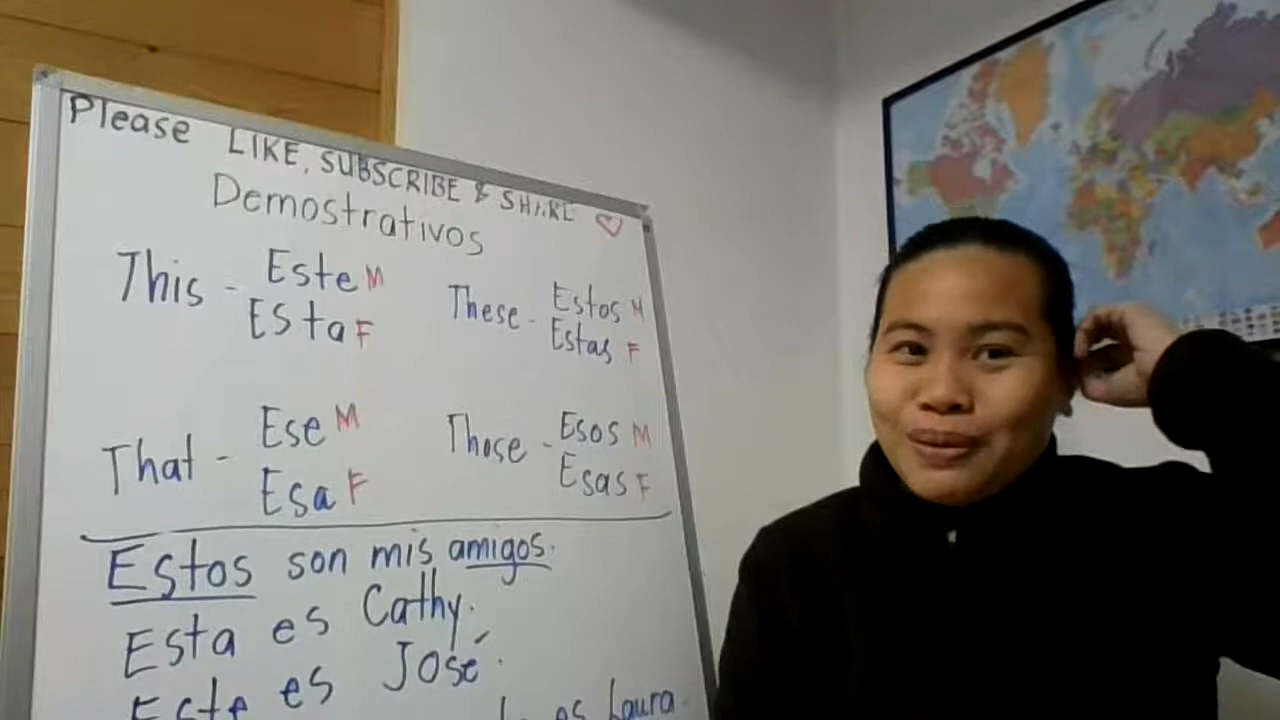 Please LIKE, SUBSCRIBE & SHARE
Demostrativos
This - Este M
Esta F
These - Estos M
Estas F
That - Ese M
Esa F
Those - Esos M
Esas F
Estos son mis amigos.
Esta es Cathy.
Este es José.
es Laura.